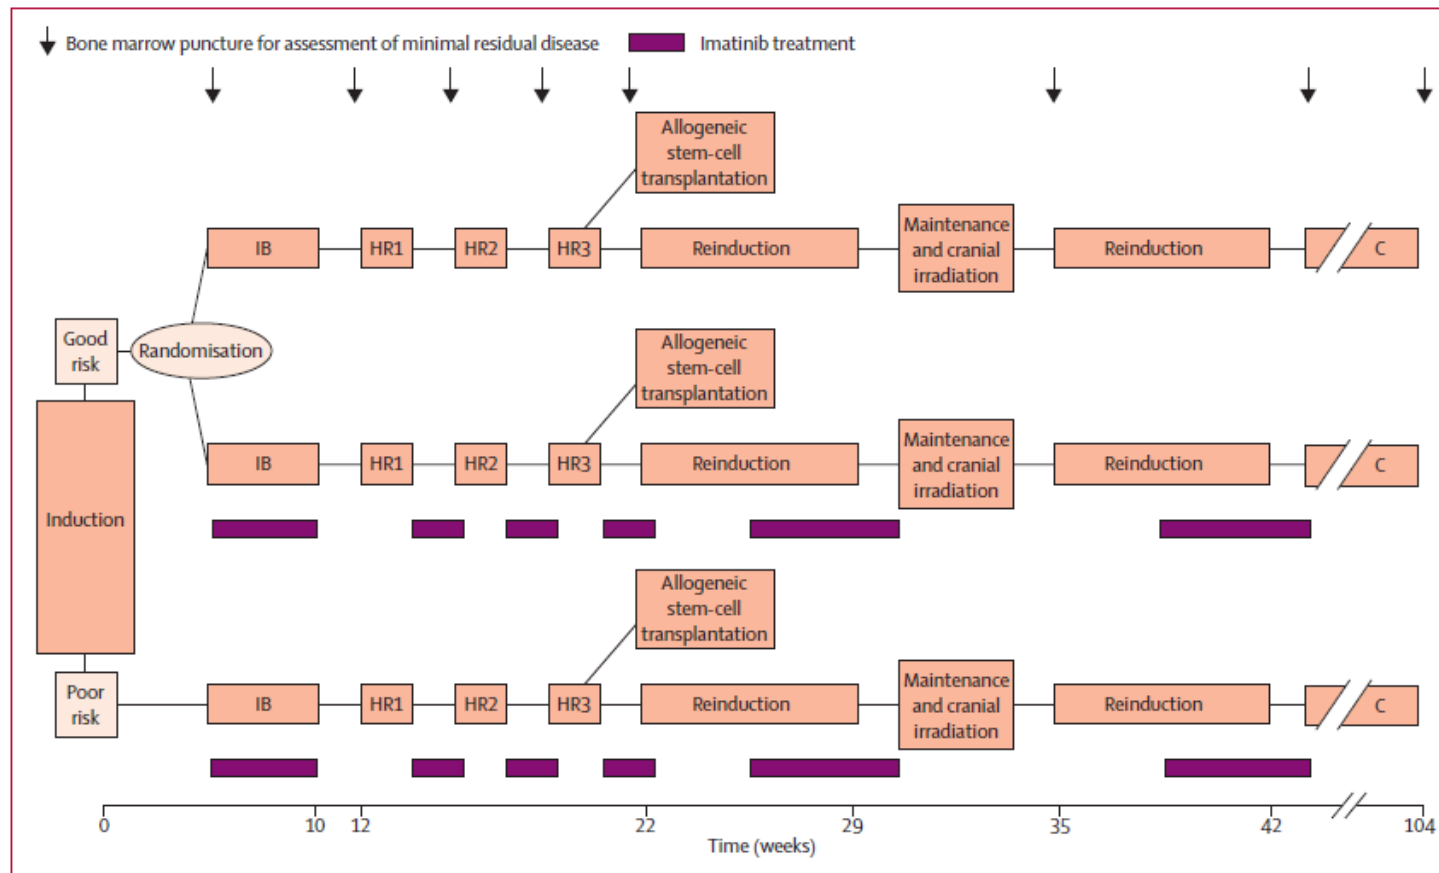 Bone marrow puncture for assessment of minimal residual disease
Imatinib treatment
Allogeneic
stem-cell
transplantation
IB
HR1
HR2
HR3
Reinduction
Maintenance
and cranial
irradiation
Reinduction
C
Good
risk
Randomisation
Allogeneic
stem-cell
transplantation
IB
HR1
HR2
HR3
Reinduction
Maintenance
and cranial
irradiation
Reinduction
C
Induction
Allogeneic
stem-cell
transplantation
Poor
risk
IB
HR1
HR2
HR3
Reinduction
Maintenance
and cranial
irradiation
Reinduction
C
0 10 12 22 29 35 42 104
Time (weeks)